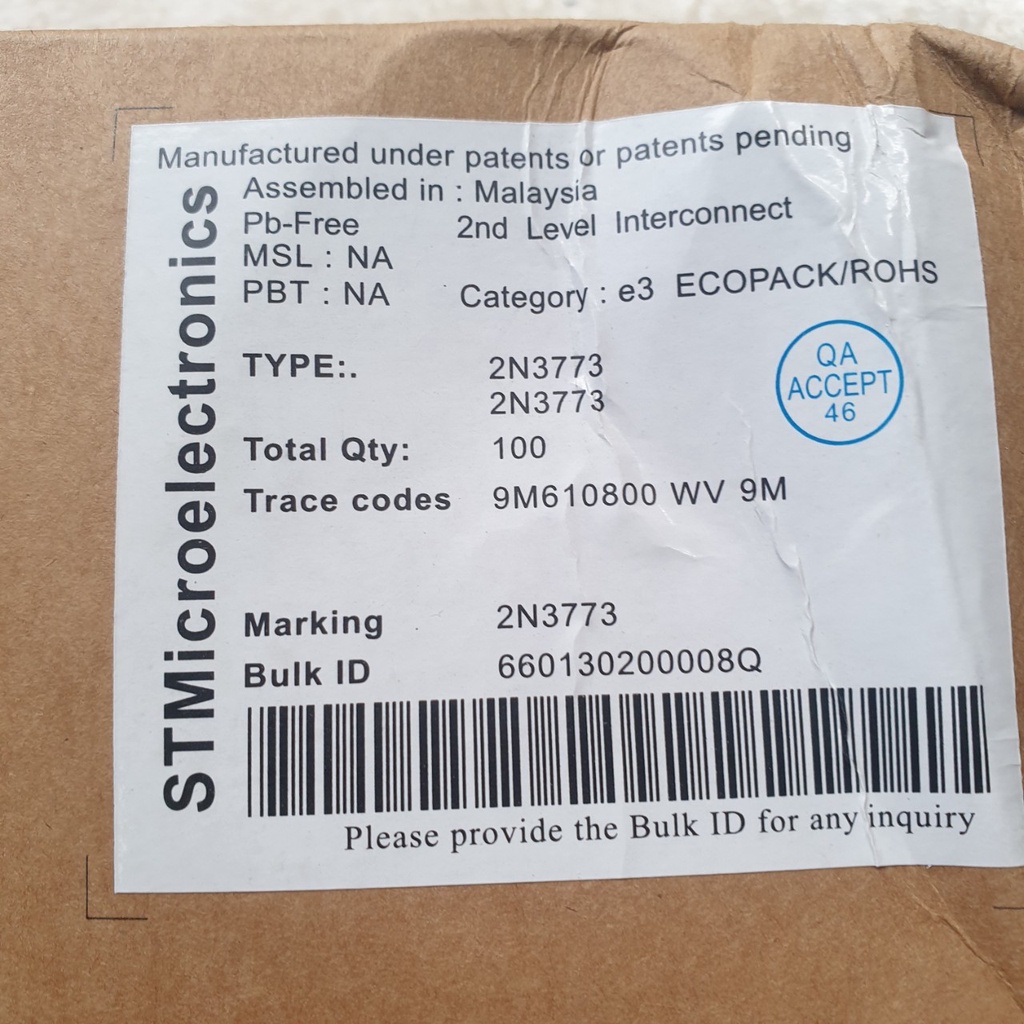 Manufactured under patents or patents pending
STMicroelectronics
Assembled in : Malaysia
Pb-Free 2nd Level Interconnect
MSL : NA
PBT : NA Category : e3 ECOPACK/ROHS
TYPE:. 2N3773
2N3773
QA
ACCEPT
46
Total Qty: 100
Trace codes 9M610800 WV 9M
Marking 2N3773
Bulk ID 660130200008Q
Please provide the Bulk ID for any inquiry